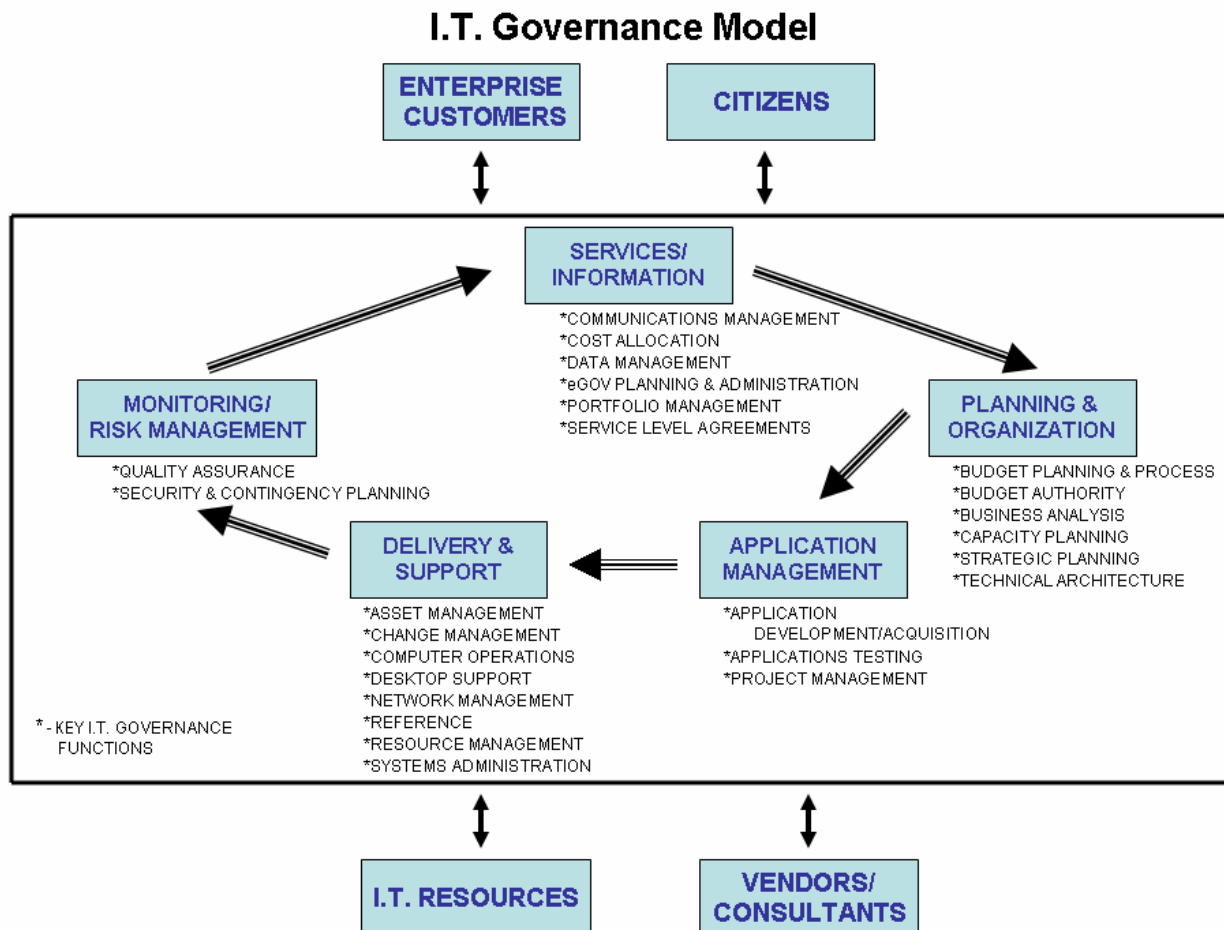 I.T. Governance Model
ENTERPRISE
CUSTOMERS
CITIZENS
SERVICES/
INFORMATION
*COMMUNICATIONS MANAGEMENT
*COST ALLOCATION
*DATA MANAGEMENT
*eGOV PLANNING & ADMINISTRATION
*PORTFOLIO MANAGEMENT
*SERVICE LEVEL AGREEMENTS
PLANNING &
ORGANIZATION
*BUDGET PLANNING & PROCESS
*BUDGET AUTHORITY
*BUSINESS ANALYSIS
*CAPACITY PLANNING
*STRATEGIC PLANNING
*TECHNICAL ARCHITECTURE
APPLICATION
MANAGEMENT
*APPLICATION
DEVELOPMENT/ACQUISITION
*APPLICATIONS TESTING
*PROJECT MANAGEMENT
DELIVERY &
SUPPORT
*ASSET MANAGEMENT
*CHANGE MANAGEMENT
*COMPUTER OPERATIONS
*DESKTOP SUPPORT
*NETWORK MANAGEMENT
*REFERENCE
*RESOURCE MANAGEMENT
*SYSTEMS ADMINISTRATION
MONITORING/
RISK MANAGEMENT
*QUALITY ASSURANCE
*SECURITY & CONTINGENCY PLANNING
* - KEY I.T. GOVERNANCE
FUNCTIONS
I.T. RESOURCES
VENDORS/
CONSULTANTS